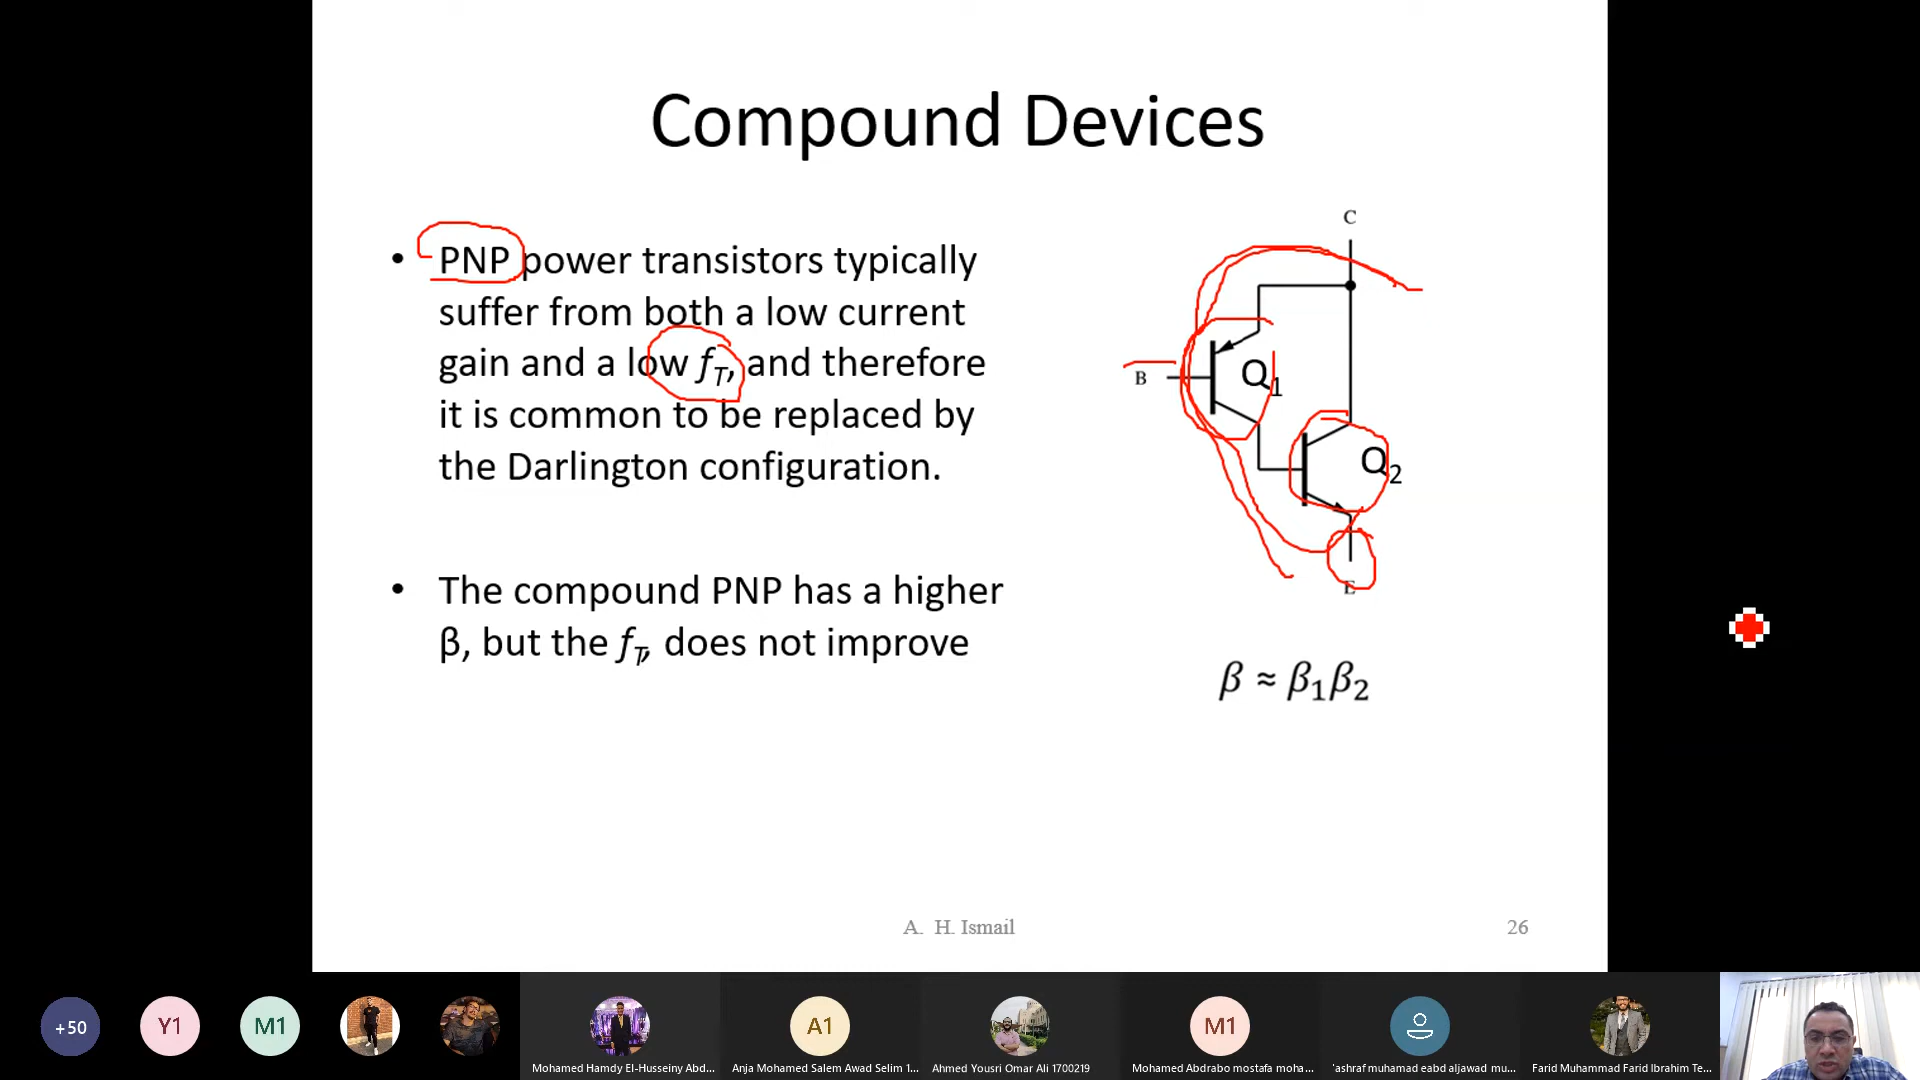 Compound Devices
• PNP power transistors typically
suffer from both a low current
gain and a low fT, and therefore
it is common to be replaced by
the Darlington configuration.
• The compound PNP has a higher
β, but the fT, does not improve
C
B
Q1
Q2
E
β ≈ β1β2
A. H. Ismail
26
+50
Y1
M1
A1
M1
Mohamed Hamdy El-Husseiny Abd...
Anja Mohamed Salem Awad Selim 1...
Ahmed Yousri Omar Ali 1700219
Mohamed Abdrabo mostafa moha...
'ashraf muhamad eabd aljawad mu...
Farid Muhammad Farid Ibrahim Te...